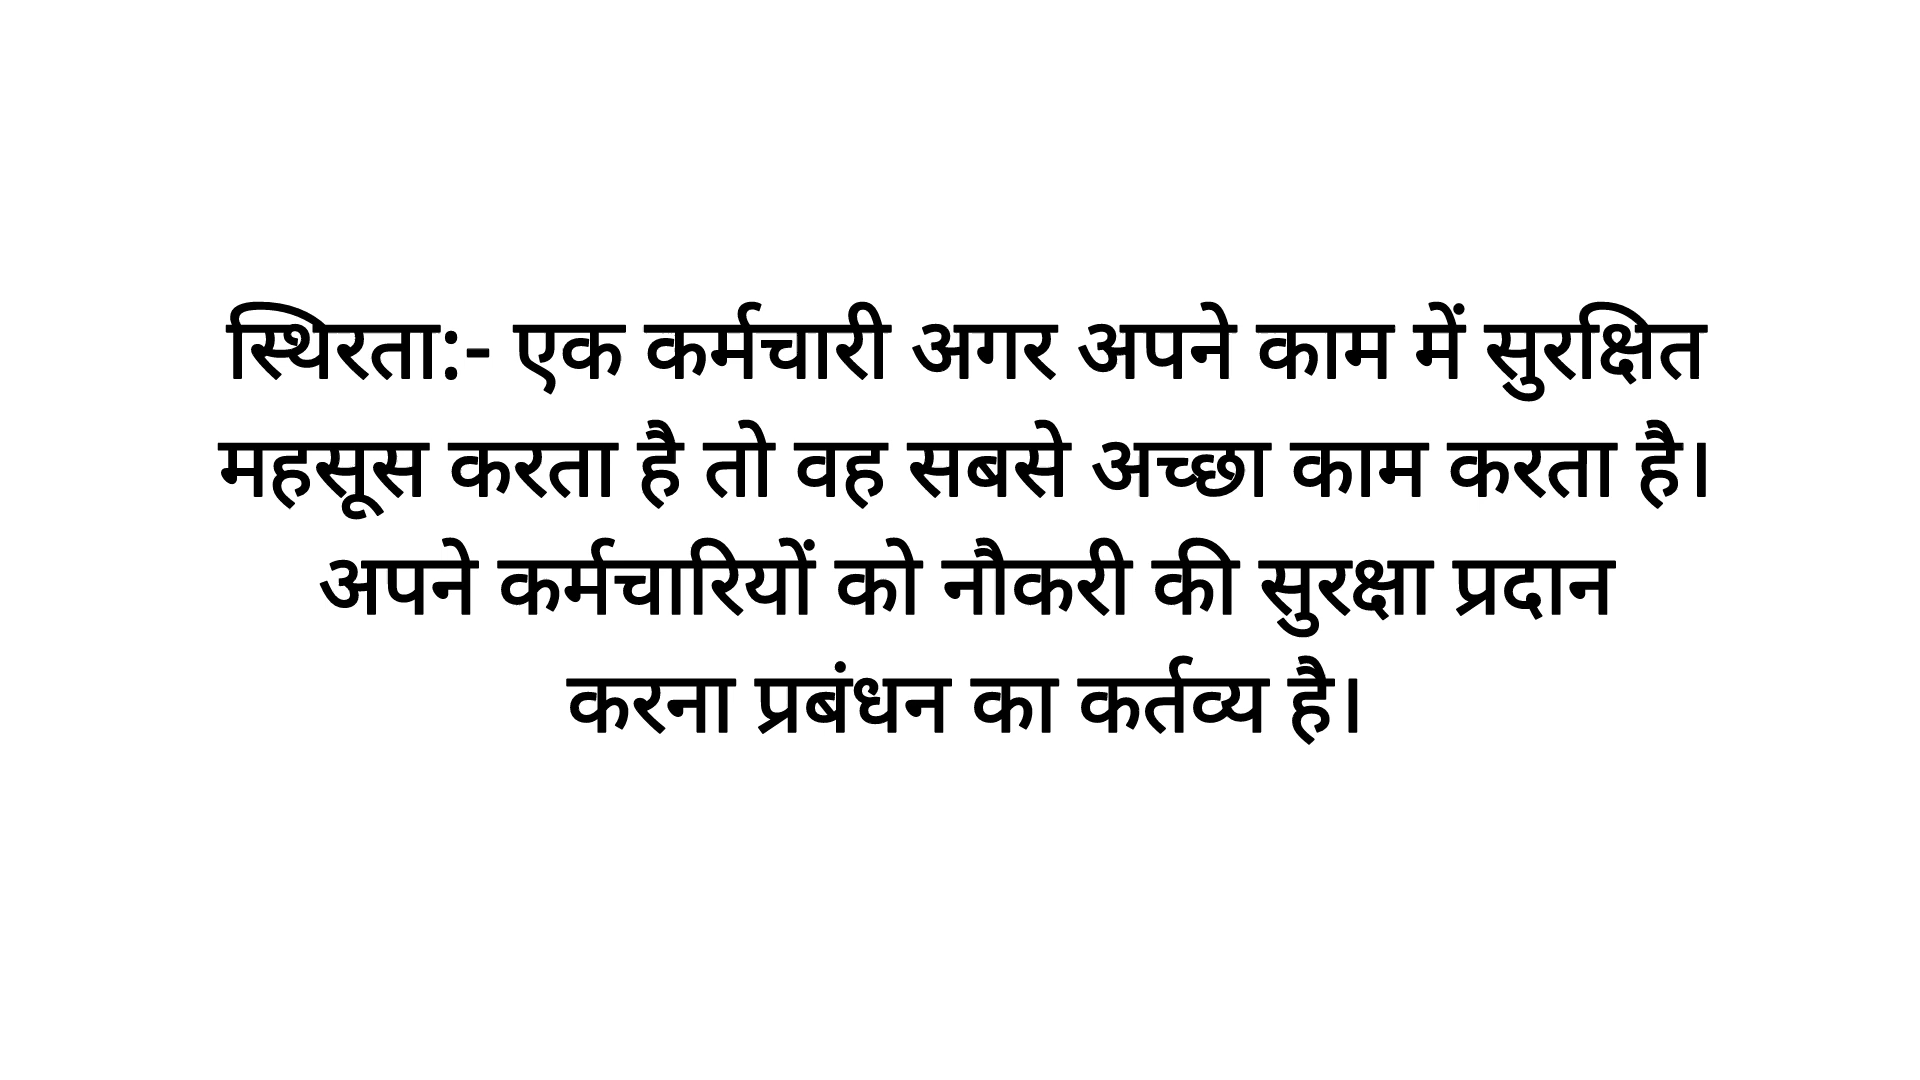 स्थिरता:- एक कर्मचारी अगर अपने काम में सुरक्षित
महसूस करता है तो वह सबसे अच्छा काम करता है।
अपने कर्मचारियों को नौकरी की सुरक्षा प्रदान
करना प्रबंधन का कर्तव्य है।